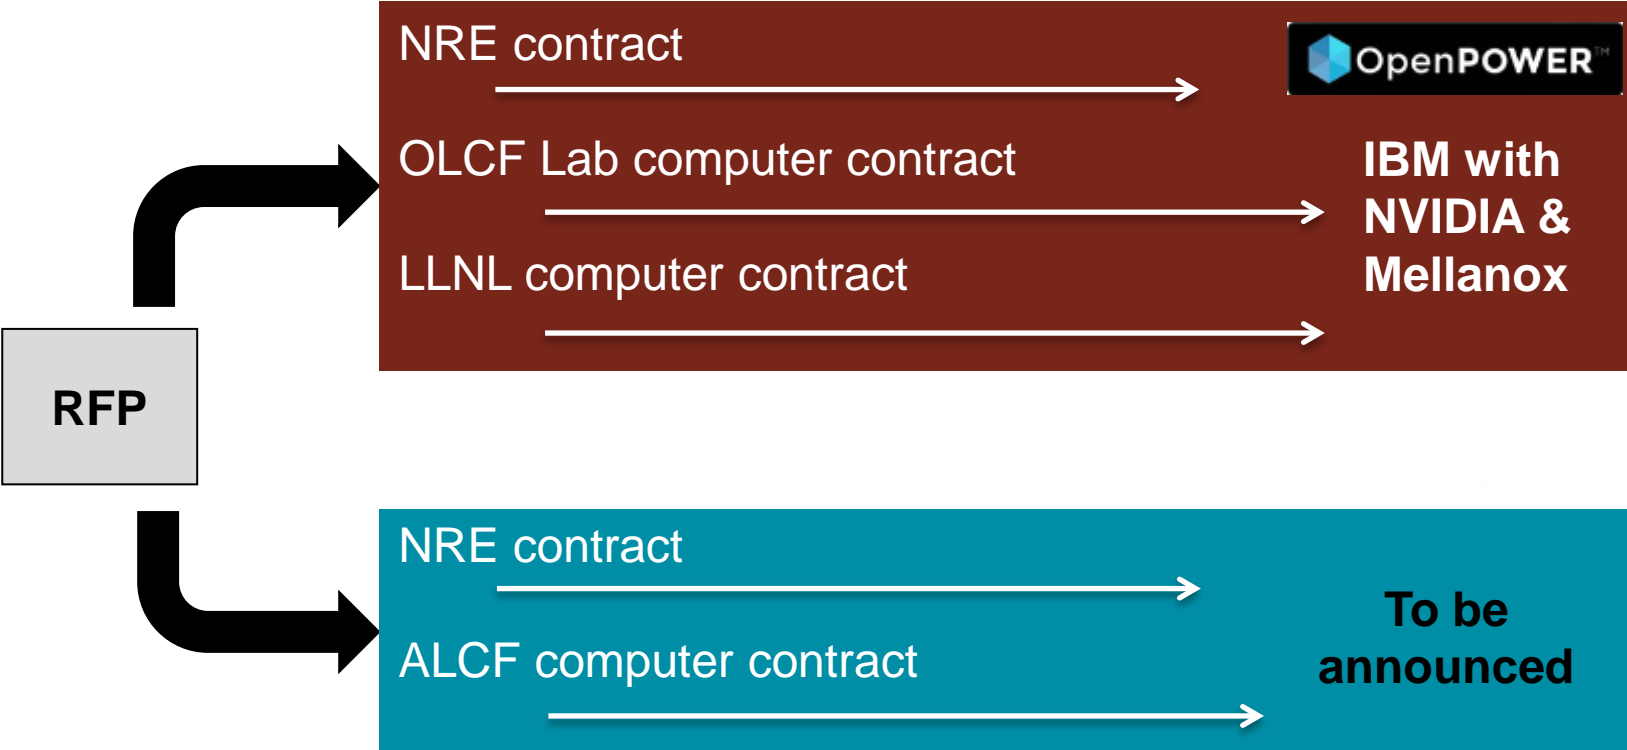 NRE contract
OpenPOWER™
OLCF Lab computer contract
IBM with
NVIDIA &
Mellanox
LLNL computer contract
RFP
NRE contract
To be
announced
ALCF computer contract